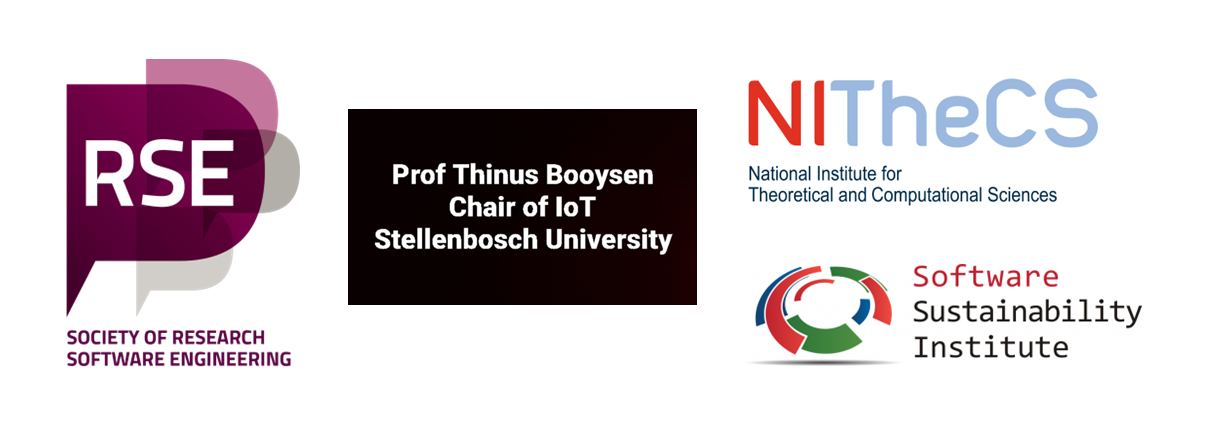 RSE
SOCIETY OF RESEARCH
SOFTWARE ENGINEERING
Prof Thinus Booysen
Chair of IoT
Stellenbosch University
NITheCS
National Institute for
Theoretical and Computational Sciences
Software
Sustainability
Institute